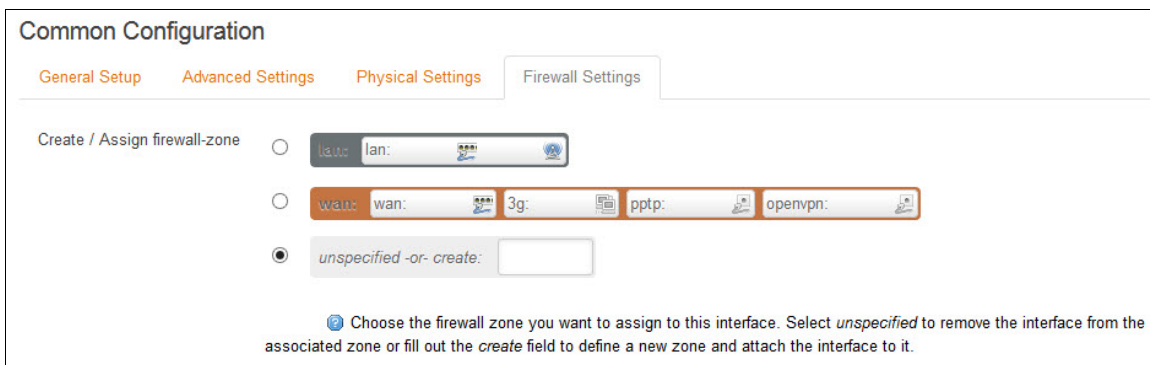 Common Configuration
General Setup Advanced Settings Physical Settings Firewall Settings
Create / Assign firewall-zone
lan: lan:
wan: wan: 3g: pptp: openvpn:
unspecified -or- create:
Choose the firewall zone you want to assign to this interface. Select unspecified to remove the interface from the
associated zone or fill out the create field to define a new zone and attach the interface to it.